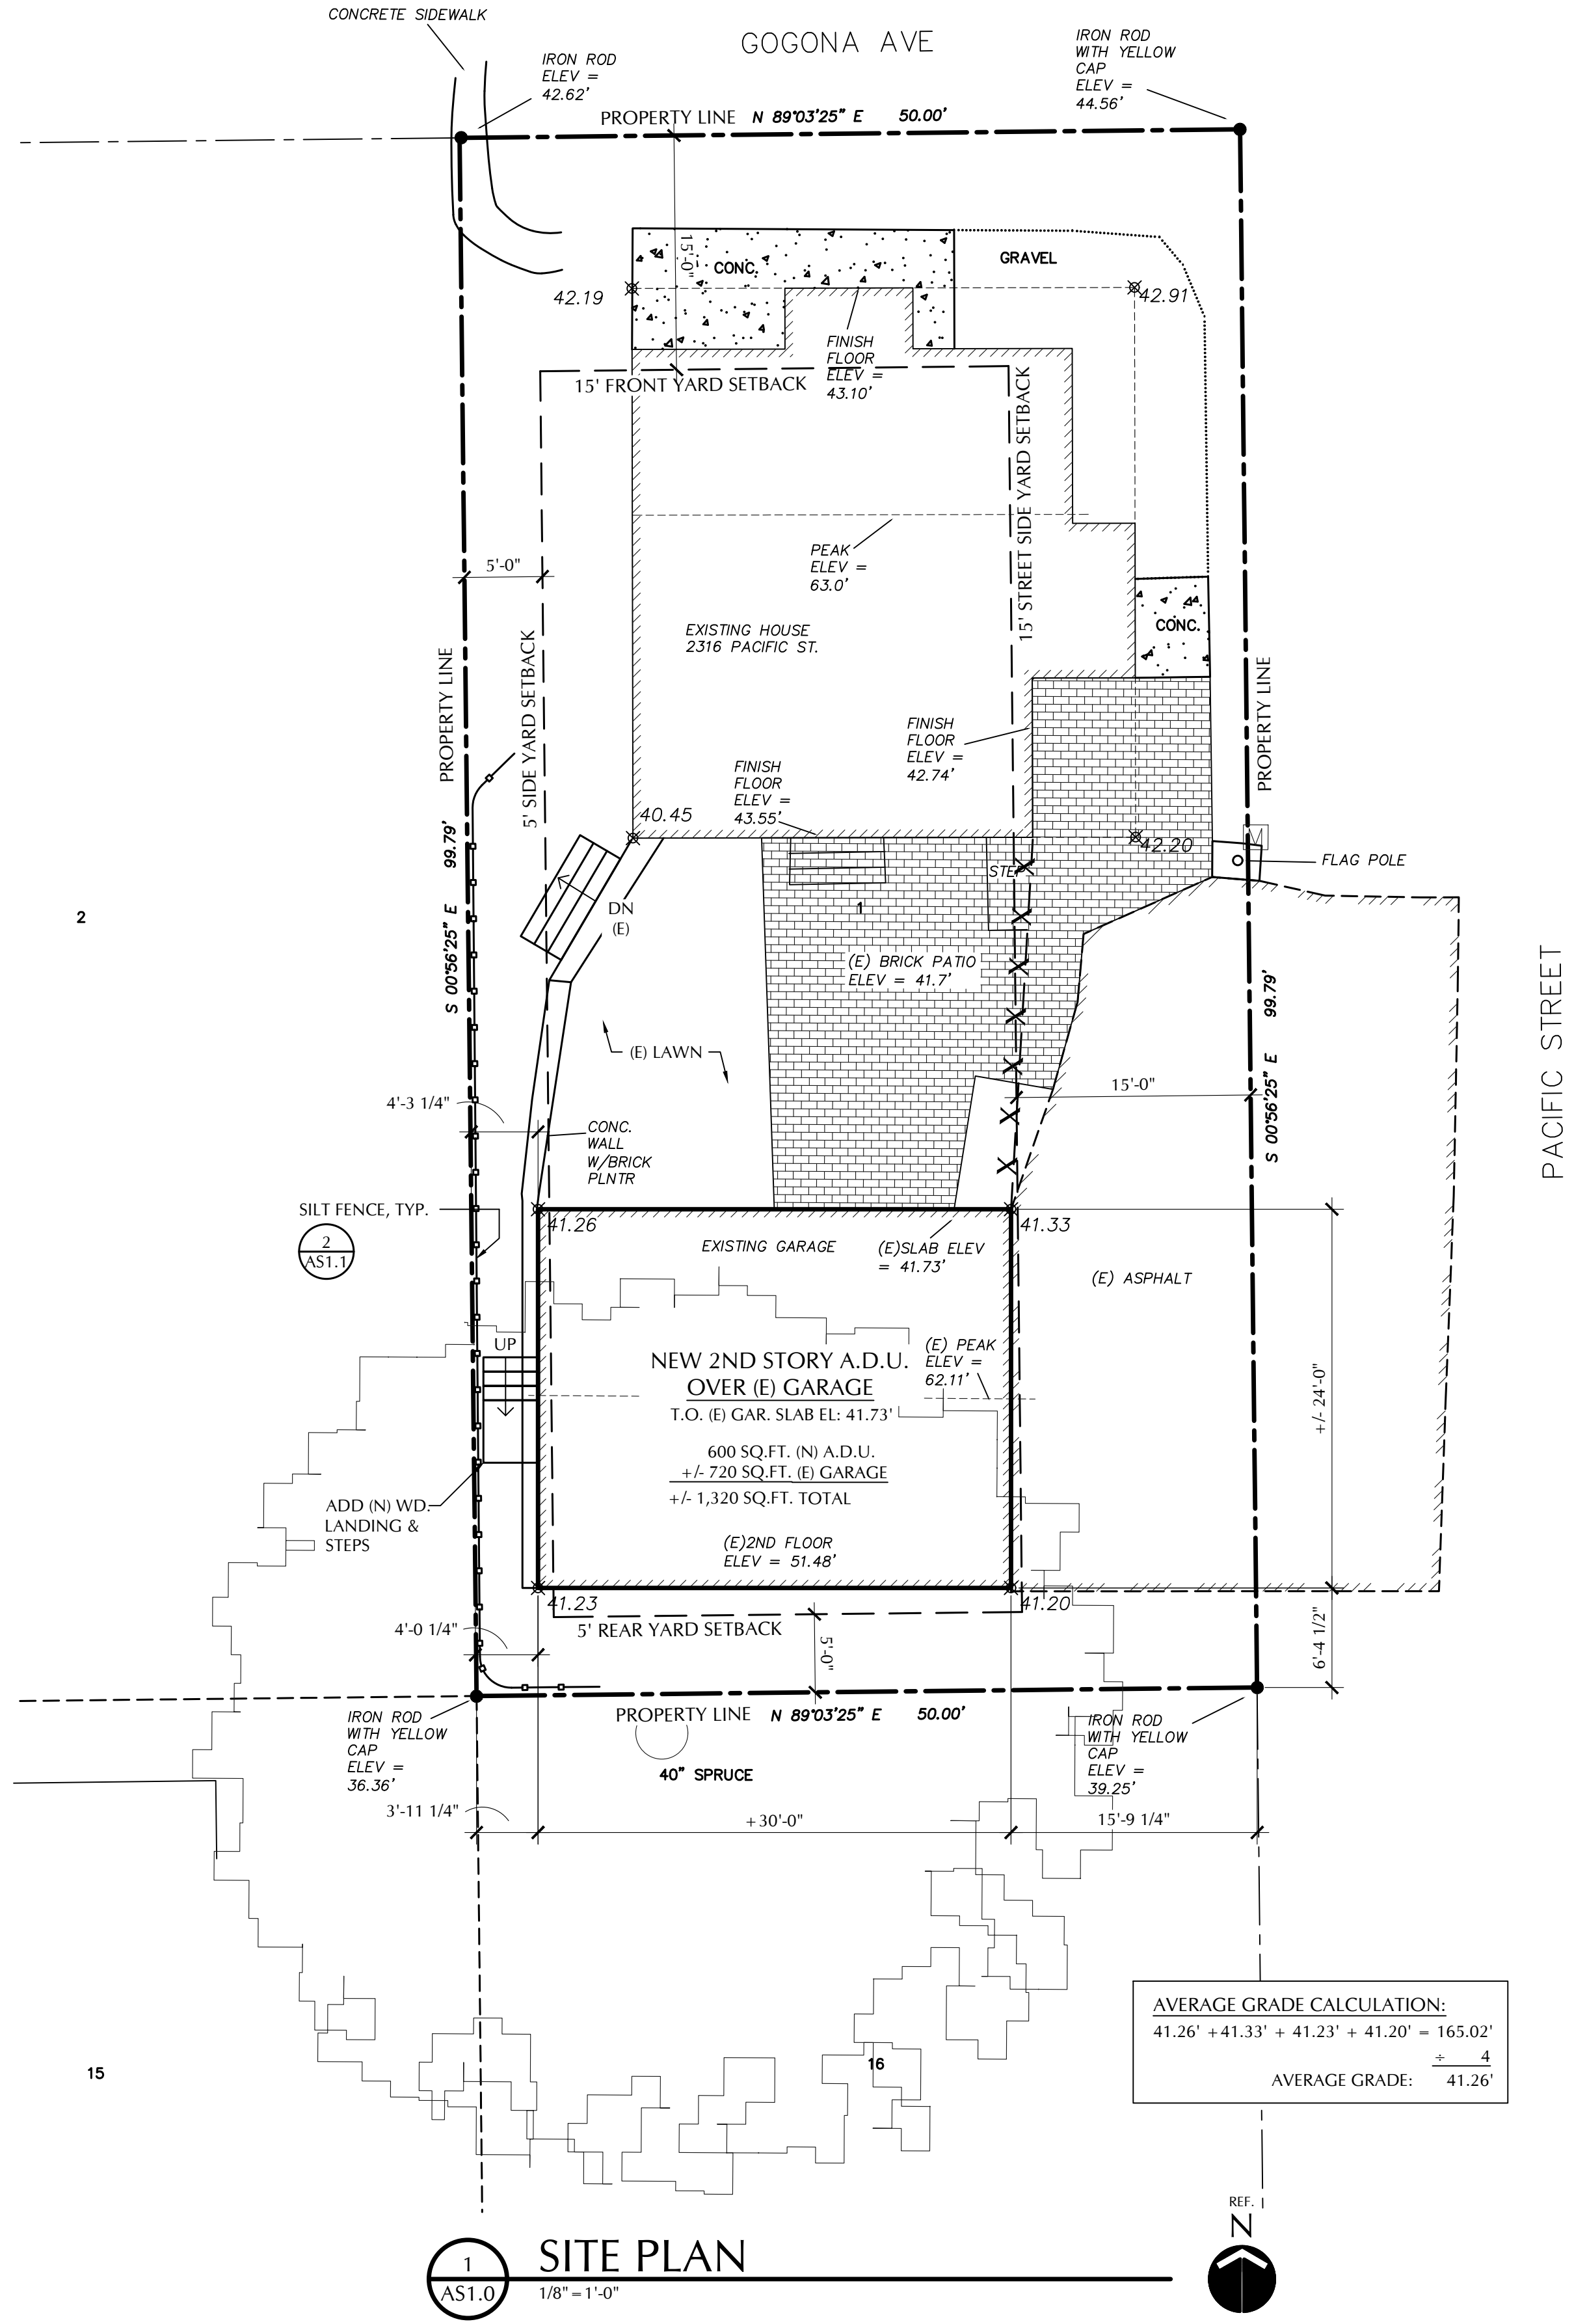 CONCRETE SIDEWALK
GOGONA AVE
IRON ROD
ELEV =
42.62'
IRON ROD
WITH YELLOW
CAP
ELEV =
44.56'
PROPERTY LINE N 89°03'25" E 50.00'
15'-0"
CONC.
GRAVEL
42.19
42.91
FINISH
FLOOR
ELEV =
43.10'
15' FRONT YARD SETBACK
15' STREET SIDE YARD SETBACK
PEAK
ELEV =
63.0'
5'-0"
EXISTING HOUSE
2316 PACIFIC ST.
CONC.
PROPERTY LINE
S 00°56'25" E 99.79'
5' SIDE YARD SETBACK
PROPERTY LINE
S 00°56'25" E 99.79'
FINISH
FLOOR
ELEV =
42.74'
FINISH
FLOOR
ELEV =
43.55'
40.45
42.20
M
FLAG POLE
STEP
DN
(E)
2
1
(E) BRICK PATIO
ELEV = 41.7'
PACIFIC STREET
(E) LAWN
15'-0"
4'-3 1/4"
CONC.
WALL
W/BRICK
PLNTR
X
X
X
X
X
X
X
SILT FENCE, TYP.
2
AS1.1
41.26
41.33
EXISTING GARAGE
(E)SLAB ELEV
= 41.73'
(E) ASPHALT
UP
NEW 2ND STORY A.D.U.
OVER (E) GARAGE
T.O. (E) GAR. SLAB EL: 41.73'
(E) PEAK
ELEV =
62.11'
+/- 24'-0"
600 SQ.FT. (N) A.D.U.
+/- 720 SQ.FT. (E) GARAGE
+/- 1,320 SQ.FT. TOTAL
ADD (N) WD.
LANDING &
STEPS
(E)2ND FLOOR
ELEV = 51.48'
41.23
41.20
4'-0 1/4"
5' REAR YARD SETBACK
5'-0"
6'-4 1/2"
PROPERTY LINE N 89°03'25" E 50.00'
IRON ROD
WITH YELLOW
CAP
ELEV =
36.36'
IRON ROD
WITH YELLOW
CAP
ELEV =
39.25'
40" SPRUCE
3'-11 1/4"
+30'-0"
15'-9 1/4"
AVERAGE GRADE CALCULATION:
41.26' +41.33' + 41.23' + 41.20' = 165.02'
÷ 4
AVERAGE GRADE: 41.26'
15
16
REF.
N
1
AS1.0
SITE PLAN
1/8"=1'-0"